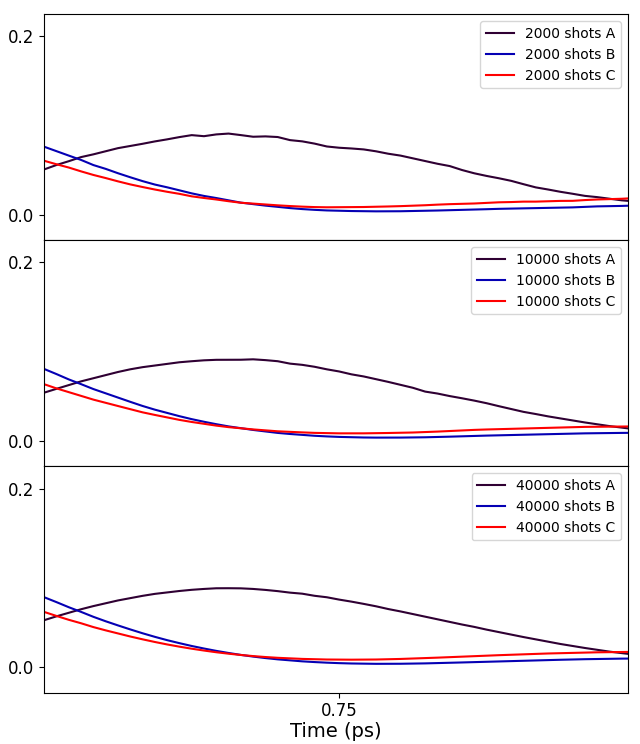 0.2
2000 shots A
2000 shots B
2000 shots C
0.0
0.2
10000 shots A
10000 shots B
10000 shots C
0.0
0.2
40000 shots A
40000 shots B
40000 shots C
0.0
0.75
Time (ps)